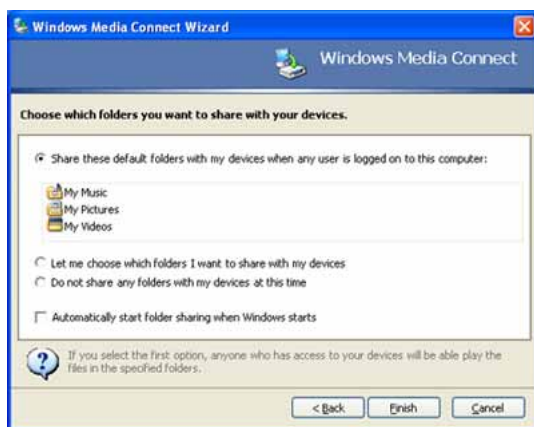 Windows Media Connect Wizard
Windows Media Connect
Choose which folders you want to share with your devices.
Share these default folders with my devices when any user is logged on to this computer:
My Music
My Pictures
My Videos
Let me choose which folders I want to share with my devices
Do not share any folders with my devices at this time
Automatically start folder sharing when Windows starts
If you select the first option, anyone who has access to your devices will be able play the
files in the specified folders.
< Back Finish Cancel